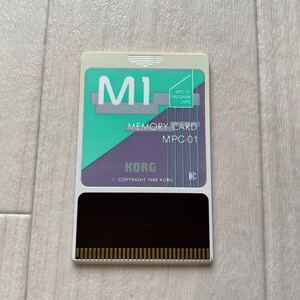 M1
MPC-01
PROGRAM
CARD
MEMORY CARD
MPC-01
KORG
© COPYRIGHT 1988 KORG